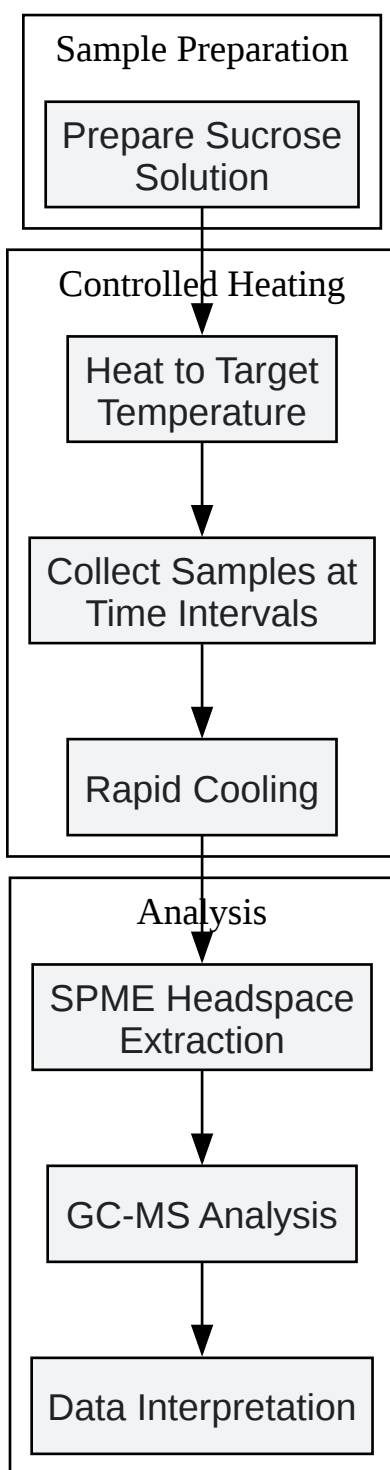 Sample Preparation
Prepare Sucrose
Solution
Controlled Heating
Heat to Target
Temperature
Collect Samples at
Time Intervals
Rapid Cooling
Analysis
SPME Headspace
Extraction
GC-MS Analysis
Data Interpretation